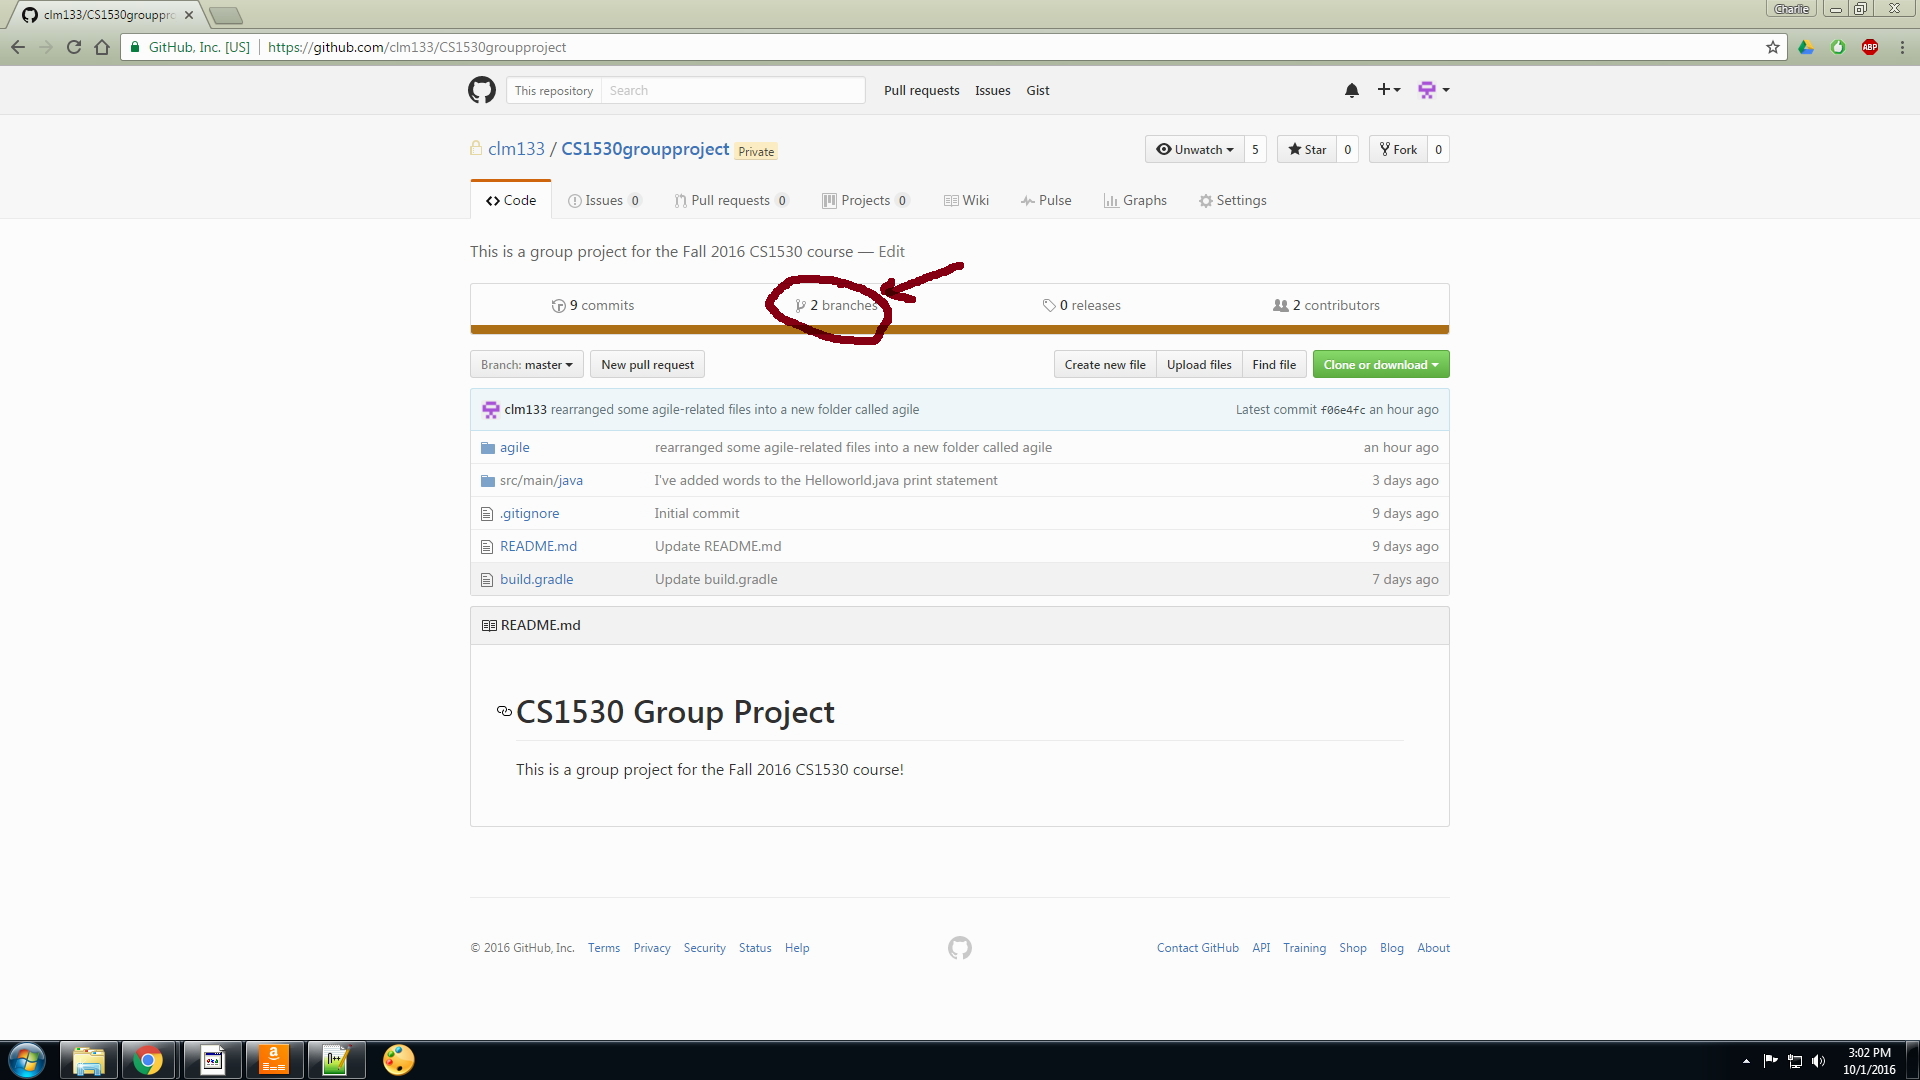 clm133/CS1530grouppro
Charlie
GitHub, Inc. [US] https://github.com/clm133/CS1530groupproject
ABP
This repository Search Pull requests Issues Gist
clm133 / CS1530groupproject Private Unwatch 5 Star 0 Fork 0
Code Issues 0 Pull requests 0 Projects 0 Wiki Pulse Graphs Settings
This is a group project for the Fall 2016 CS1530 course — Edit
9 commits 2 branches 0 releases 2 contributors
Branch: master New pull request Create new file Upload files Find file Clone or download
clm133 rearranged some agile-related files into a new folder called agile Latest commit f06e4fc an hour ago
agile rearranged some agile-related files into a new folder called agile an hour ago
src/main/java I've added words to the Helloworld.java print statement 3 days ago
.gitignore Initial commit 9 days ago
README.md Update README.md 9 days ago
build.gradle Update build.gradle 7 days ago
README.md
CS1530 Group Project
This is a group project for the Fall 2016 CS1530 course!
© 2016 GitHub, Inc. Terms Privacy Security Status Help Contact GitHub API Training Shop Blog About
a
3:02 PM
10/1/2016